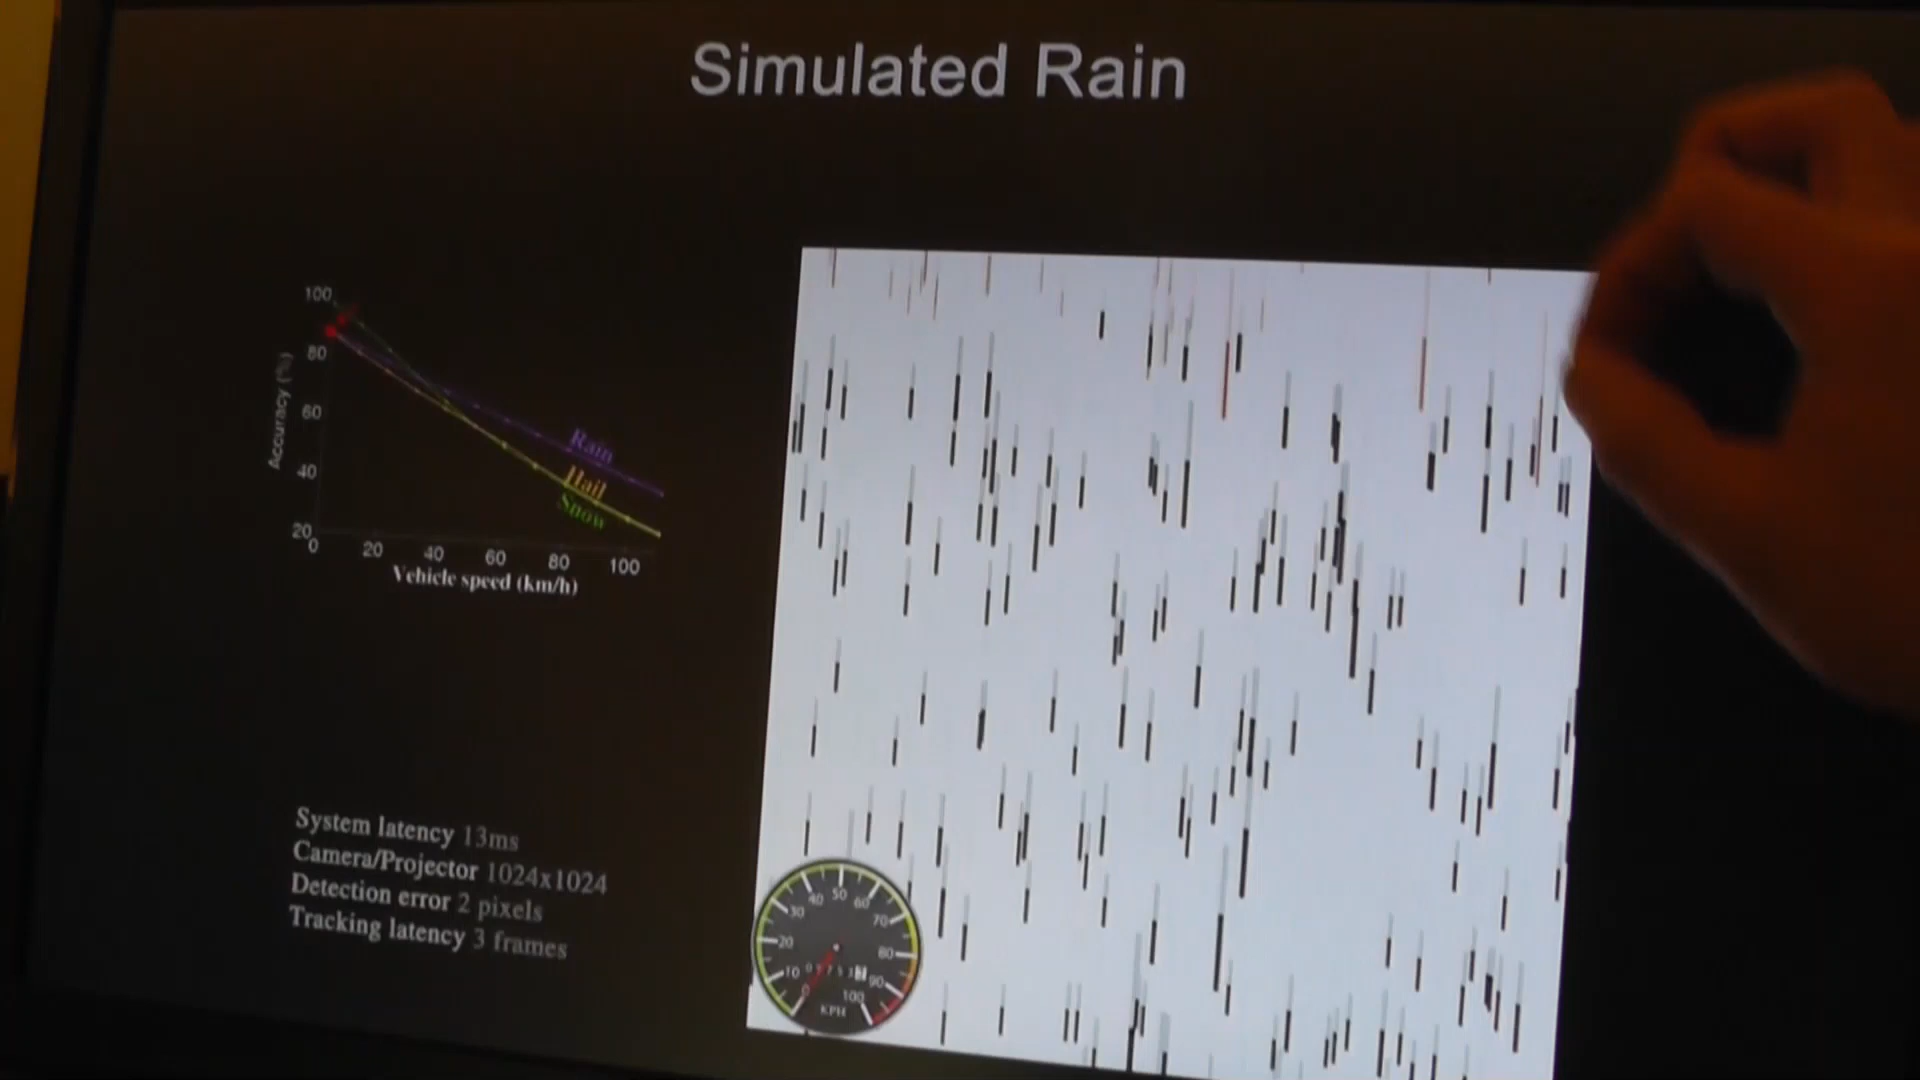 Simulated Rain
100
80
60
40
20
Accuracy (%)
Rain
Hail
Snow
0 20 40 60 80 100
Vehicle speed (km/h)
System latency 13ms
Camera/Projector 1024x1024
Detection error 2 pixels
Tracking latency 3 frames
0 10 20 30 40 50 60 70 80 90 100
KPH